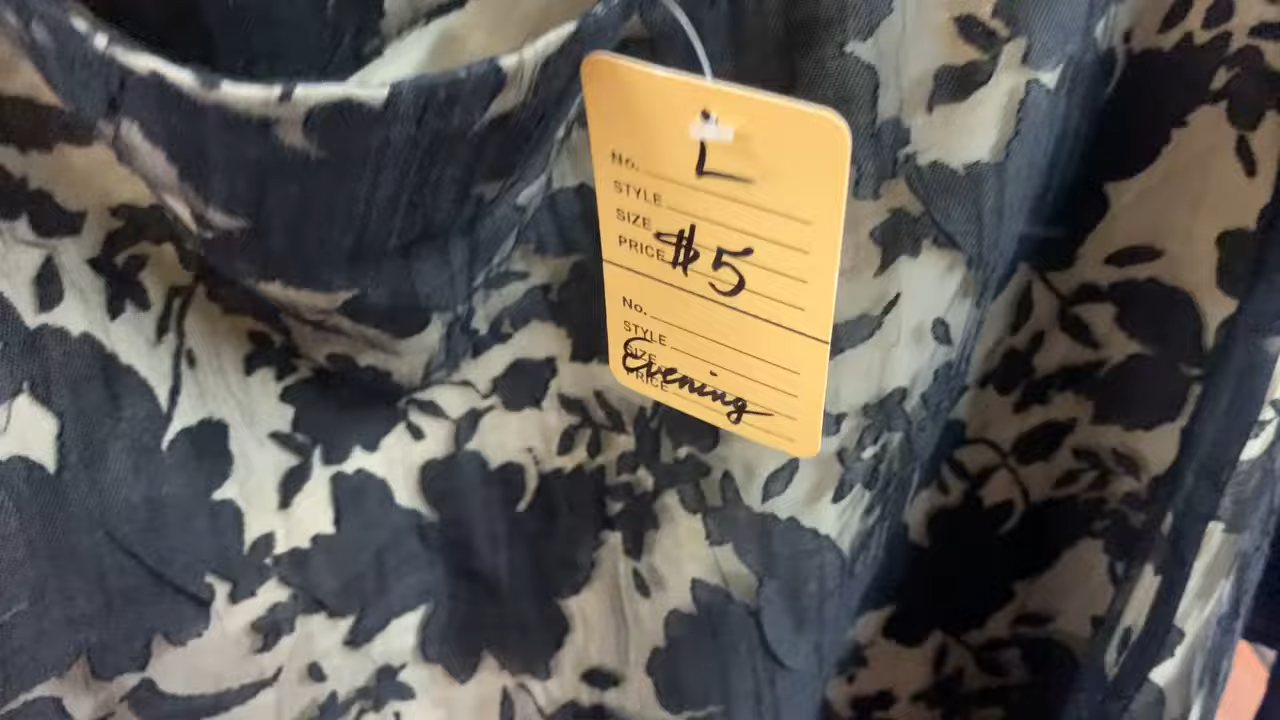 L
No.
STYLE
SIZE
PRICE $5
No.
STYLE
SIZE
Evening
PRICE